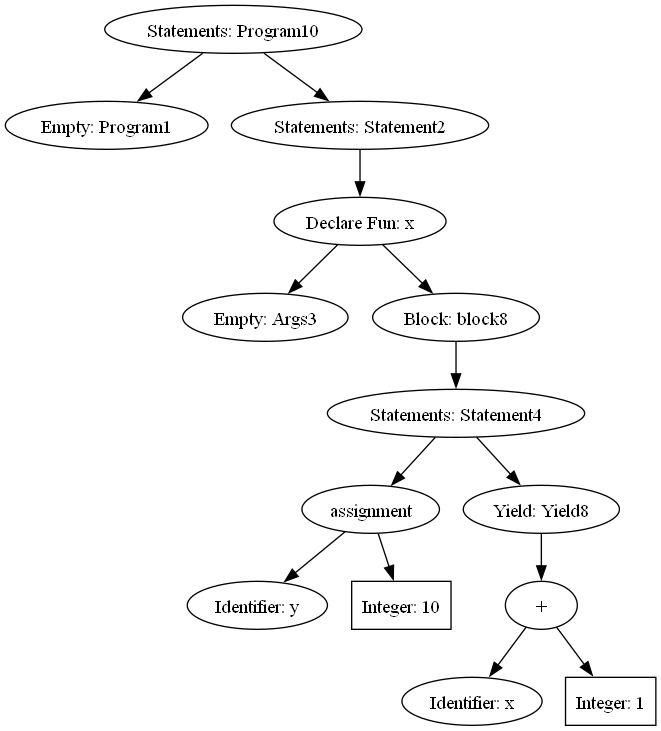 Statements: Program10
Empty: Program1
Statements: Statement2
Declare Fun: x
Empty: Args3
Block: block8
Statements: Statement4
assignment
Yield: Yield8
Identifier: y
Integer: 10
+
Identifier: x
Integer: 1